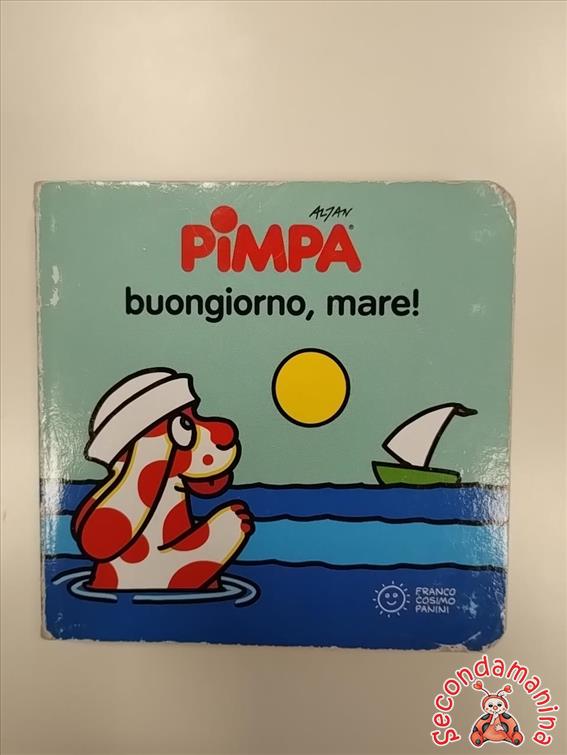 ALTAN
PiMPA®
buongiorno, mare!
FRANCO
COSIMO
PANINI
Secondamanina